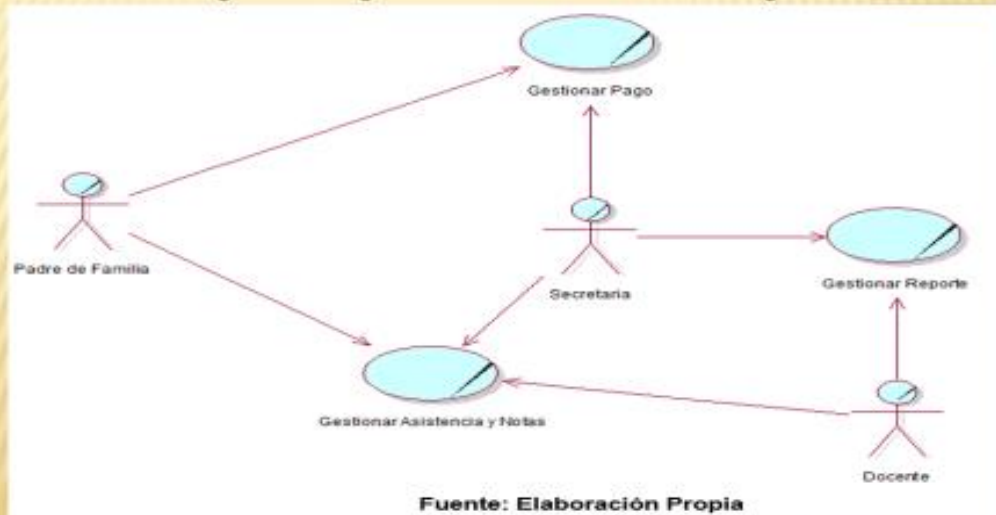 Gestionar Pago
Padre de Familia
Secretaria
Gestionar Reporte
Gestionar Asistencia y Notas
Docente
Fuente: Elaboración Propia